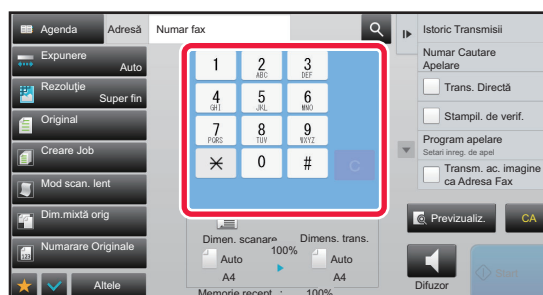 Agenda
Adresă
Numar fax
Expunere
Auto
Rezoluţie
Super fin
Original
Creare Job
Mod scan. lent
Dim.mixtă orig
Numarare Originale
Altele
1
2
ABC
3
DEF
4
GHI
5
JKL
6
MNO
7
PQRS
8
TUV
9
WXYZ
0
#
C
Dimen. scanare
100%
Dimens. trans.
Auto
A4
Auto
A4
Memorie recept. : 100%
Istoric Transmisii
Numar Cautare
Apelare
Trans. Directă
Stampil. de verif.
Program apelare
Setari inreg. de apel
Transm. ac. imagine
ca Adresa Fax
Previzualiz.
CA
Difuzor
Start